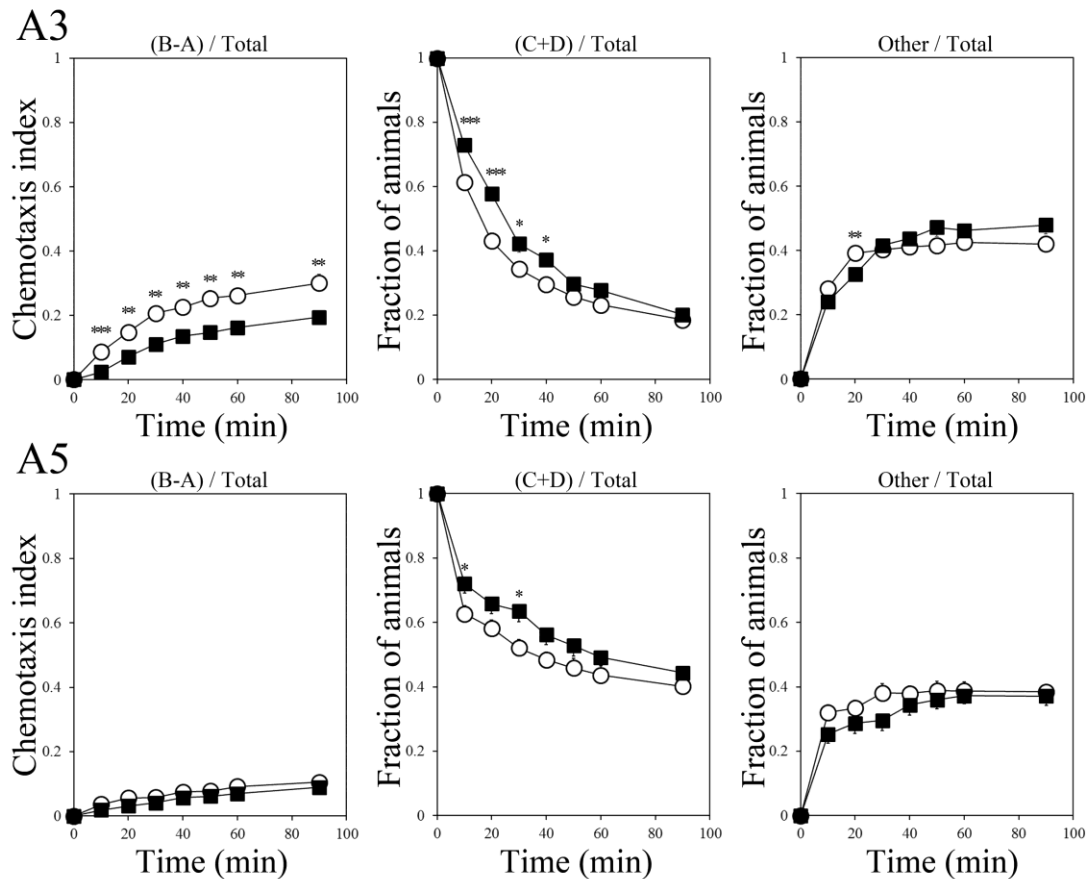 A3
(B-A) / Total
(C+D) / Total
Other / Total
Chemotaxis index
1
0.8
0.6
0.4
0.2
0
*** ** ** ** ** ** **
0 20 40 60 80 100
Time (min)
Fraction of animals
1
0.8
0.6
0.4
0.2
0
*** *** * *
0 20 40 60 80 100
Time (min)
Fraction of animals
1
0.8
0.6
0.4
0.2
0
**
0 20 40 60 80 100
Time (min)
A5
(B-A) / Total
(C+D) / Total
Other / Total
Chemotaxis index
1
0.8
0.6
0.4
0.2
0
0 20 40 60 80 100
Time (min)
Fraction of animals
1
0.8
0.6
0.4
0.2
0
* *
0 20 40 60 80 100
Time (min)
Fraction of animals
1
0.8
0.6
0.4
0.2
0
0 20 40 60 80 100
Time (min)